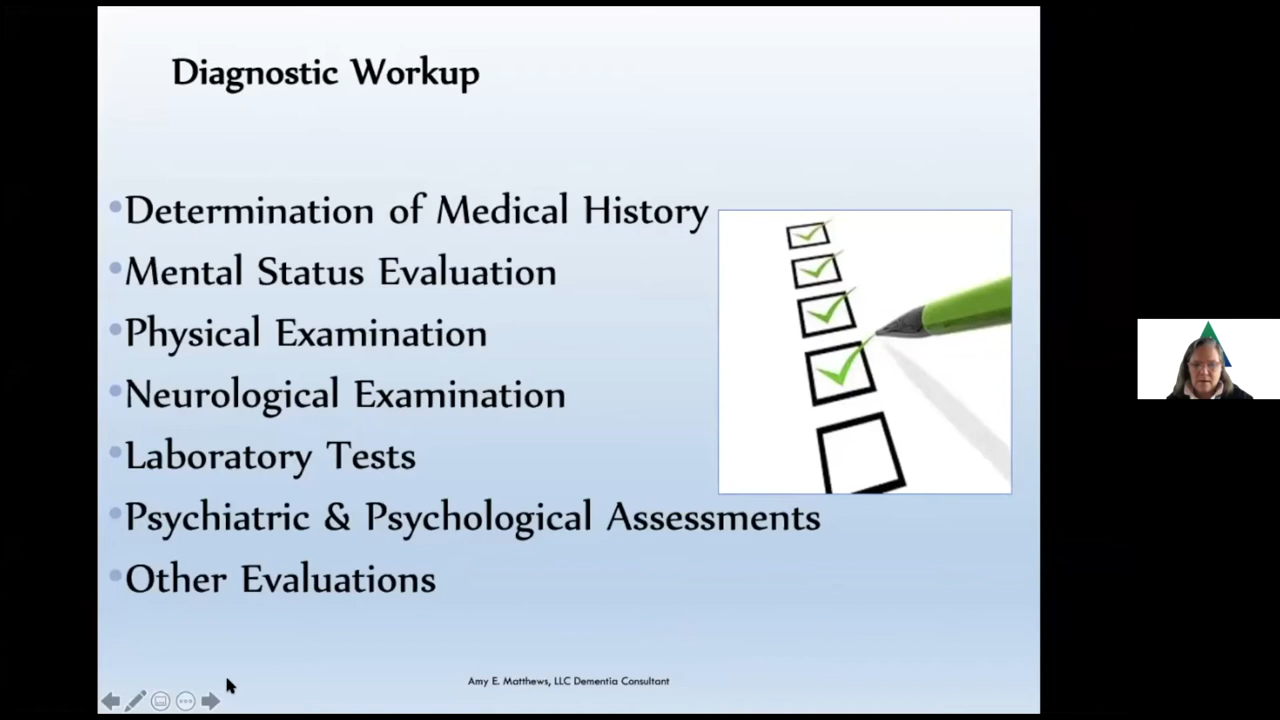 Diagnostic Workup
Determination of Medical History
Mental Status Evaluation
Physical Examination
Neurological Examination
Laboratory Tests
Psychiatric & Psychological Assessments
Other Evaluations
Amy E. Matthews, LLC Dementia Consultant